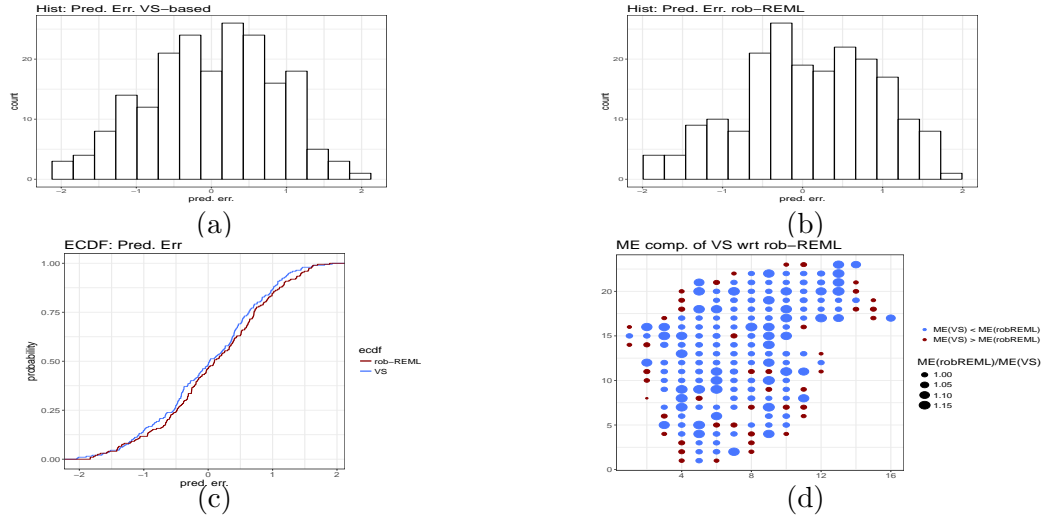 Hist: Pred. Err. VS−based
count
20
10
0
−2
−1
0
1
2
pred. err.
(a)
Hist: Pred. Err rob−REML
count
20
10
0
−2
−1
0
1
2
pred. err.
(b)
ECDF: Pred. Err
probability
1.00
0.75
0.50
0.25
0.00
−2
−1
0
1
2
pred. err.
ecdf
rob−REML
VS
(c)
ME comp. of VS wrt rob−REML
20
15
10
5
0
4
8
12
16
ME(VS) < ME(robREML)
ME(VS) > ME(robREML)
ME(robREML)/ME(VS)
1.00
1.05
1.10
1.15
(d)